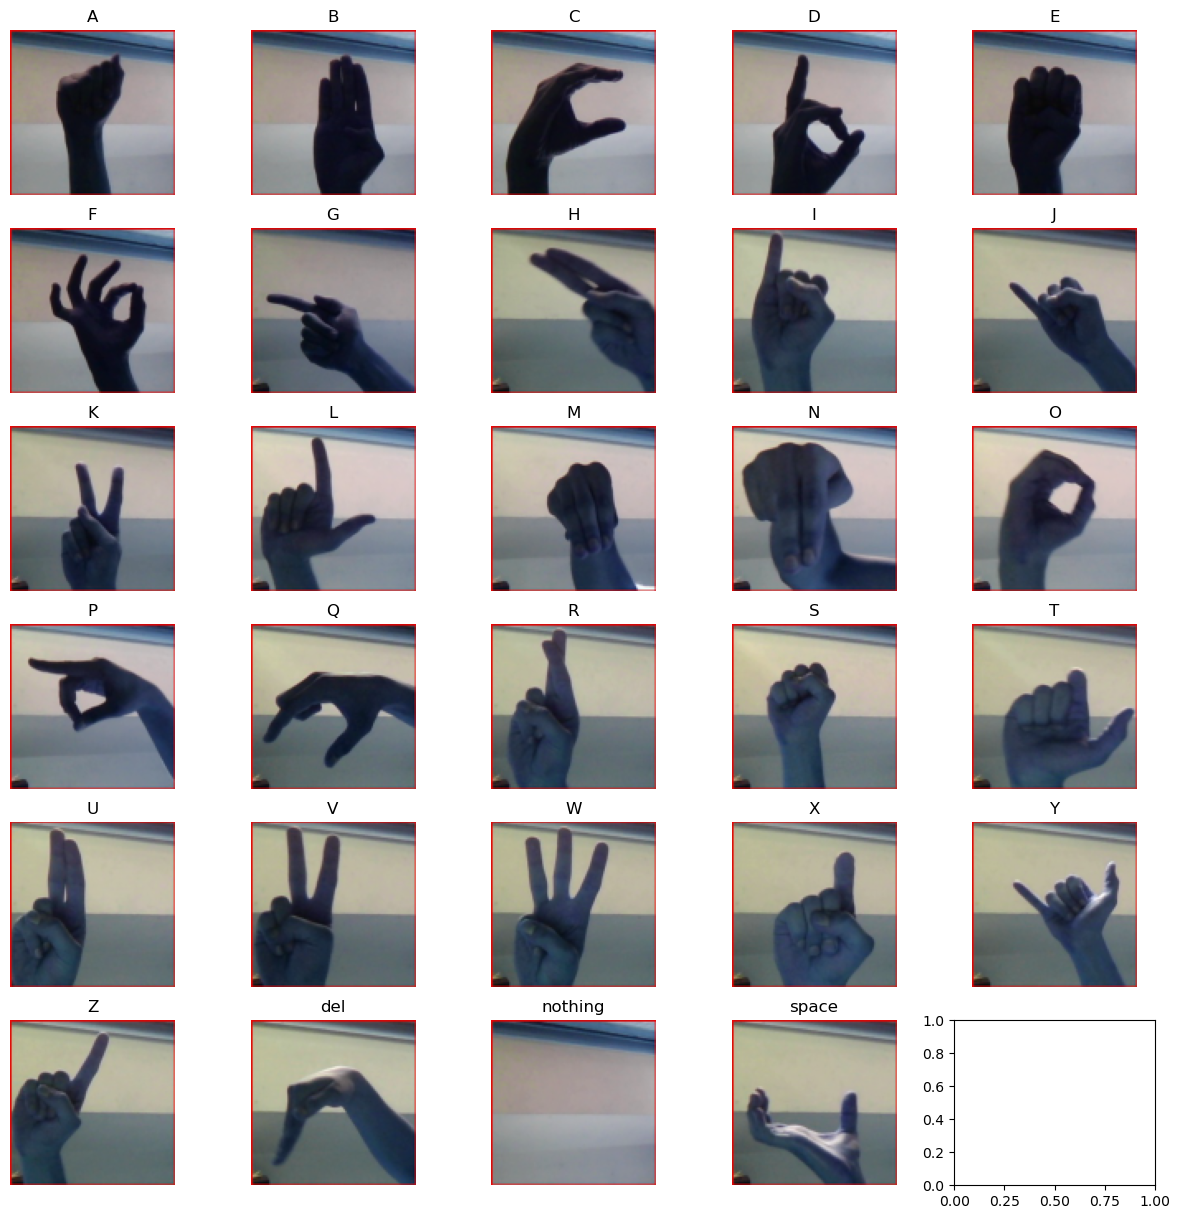 A B C D E
F G H I J
K L M N O
P Q R S T
U V W X Y
Z del nothing space
1.0
0.8
0.6
0.4
0.2
0.0
0.00 0.25 0.50 0.75 1.00